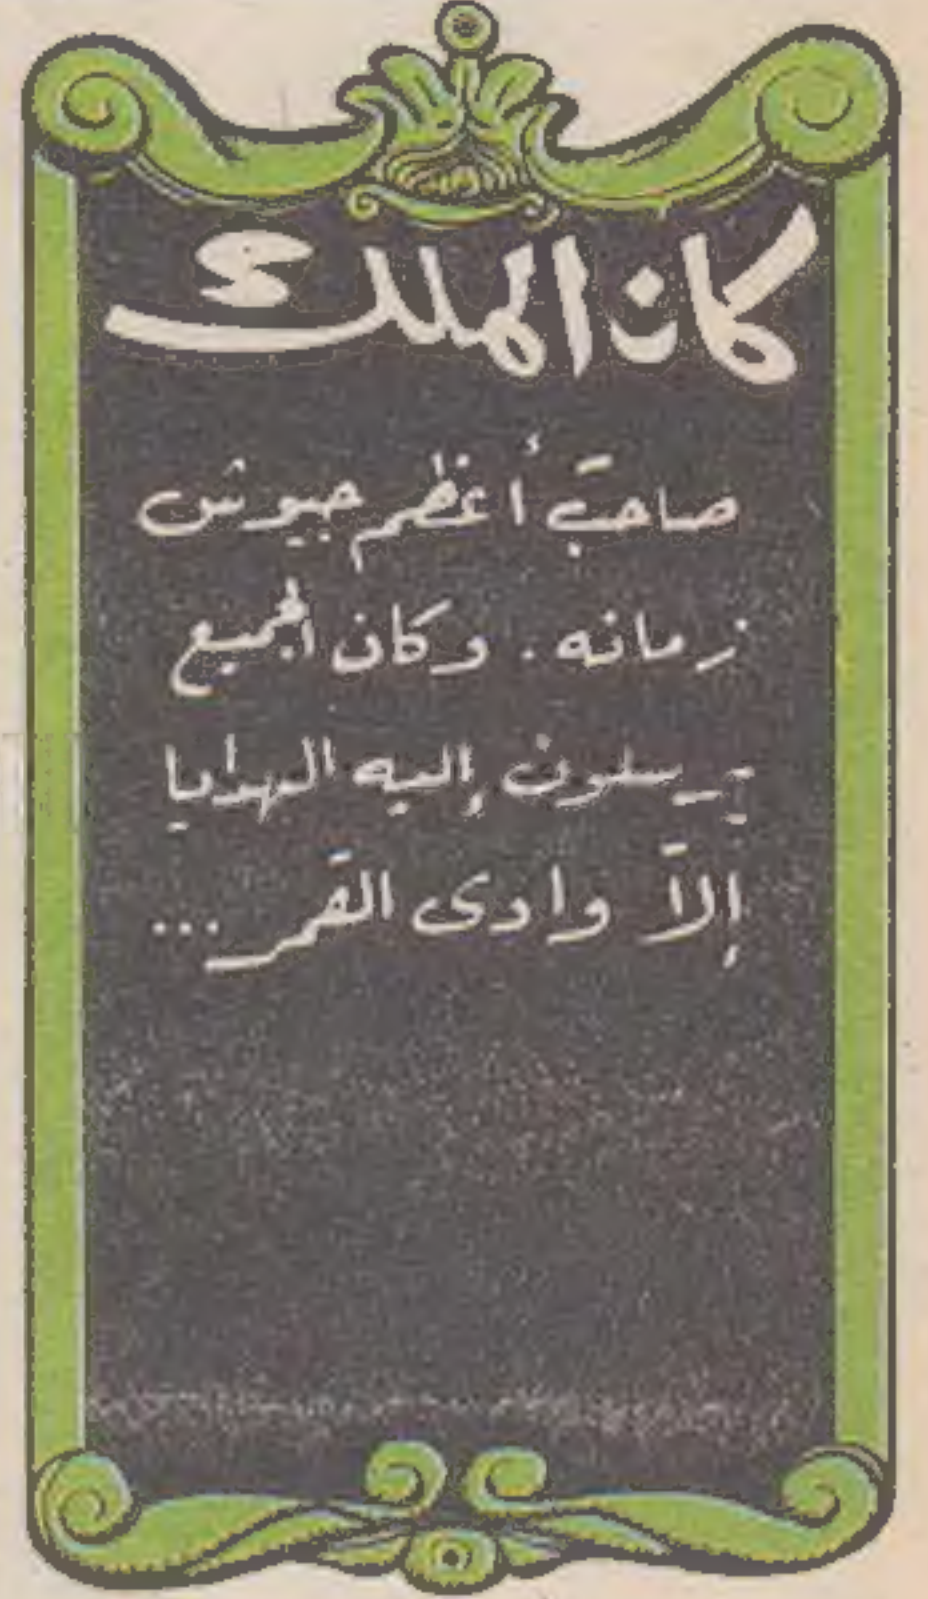 كان الملك
صاحب أعظم جيوش
زمانه. وكان الجميع
يرسلون إليه الهدايا
إلاّ وادى القمر...